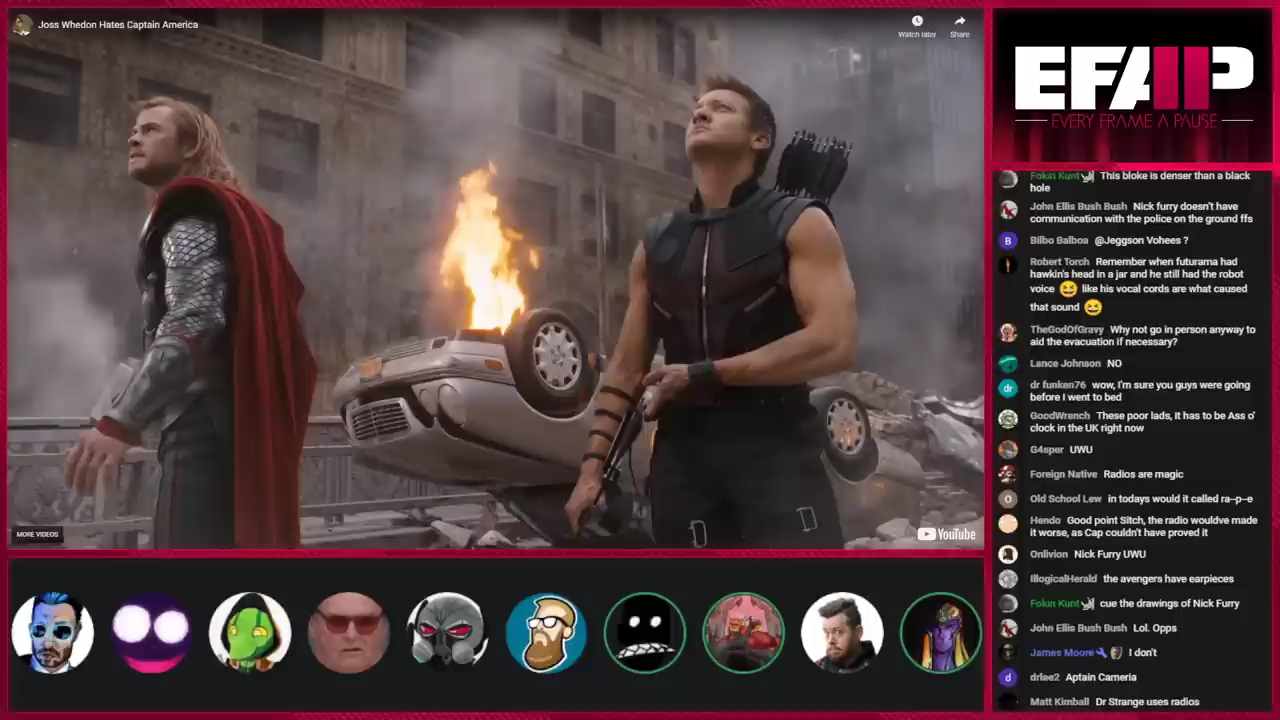 Joss Whedon Hates Captain America
Watch later
Share
MORE VIDEOS
YouTube
EFAP
EVERY FRAME A PAUSE
Fokin Kunt This bloke is denser than a black
hole
John Ellis Bush Bush Nick furry doesn't have
communication with the police on the ground ffs
B
Bilbo Balboa @Jeggson Vohees ?
Robert Torch Remember when futurama had
hawkin's head in a jar and he still had the robot
voice 😆 like his vocal cords are what caused
that sound 😆
TheGodOfGravy Why not go in person anyway to
aid the evacuation if necessary?
Lance Johnson NO
dr
dr funken76 wow, I'm sure you guys were going
before I went to bed
GoodWrench These poor lads, it has to be Ass o'
clock in the UK right now
G4sper UWU
Foreign Native Radios are magic
O
Old School Lew in todays would it called ra--p--e
Hendo Good point Sitch, the radio wouldve made
it worse, as Cap couldn't have proved it
Onlivion Nick Furry UWU
IllogicalHerald the avengers have earpieces
Fokin Kunt cue the drawings of Nick Furry
John Ellis Bush Bush Lol. Opps
James Moore I don't
d
drlee2 Aptain Cameria
Matt Kimball Dr Strange uses radios